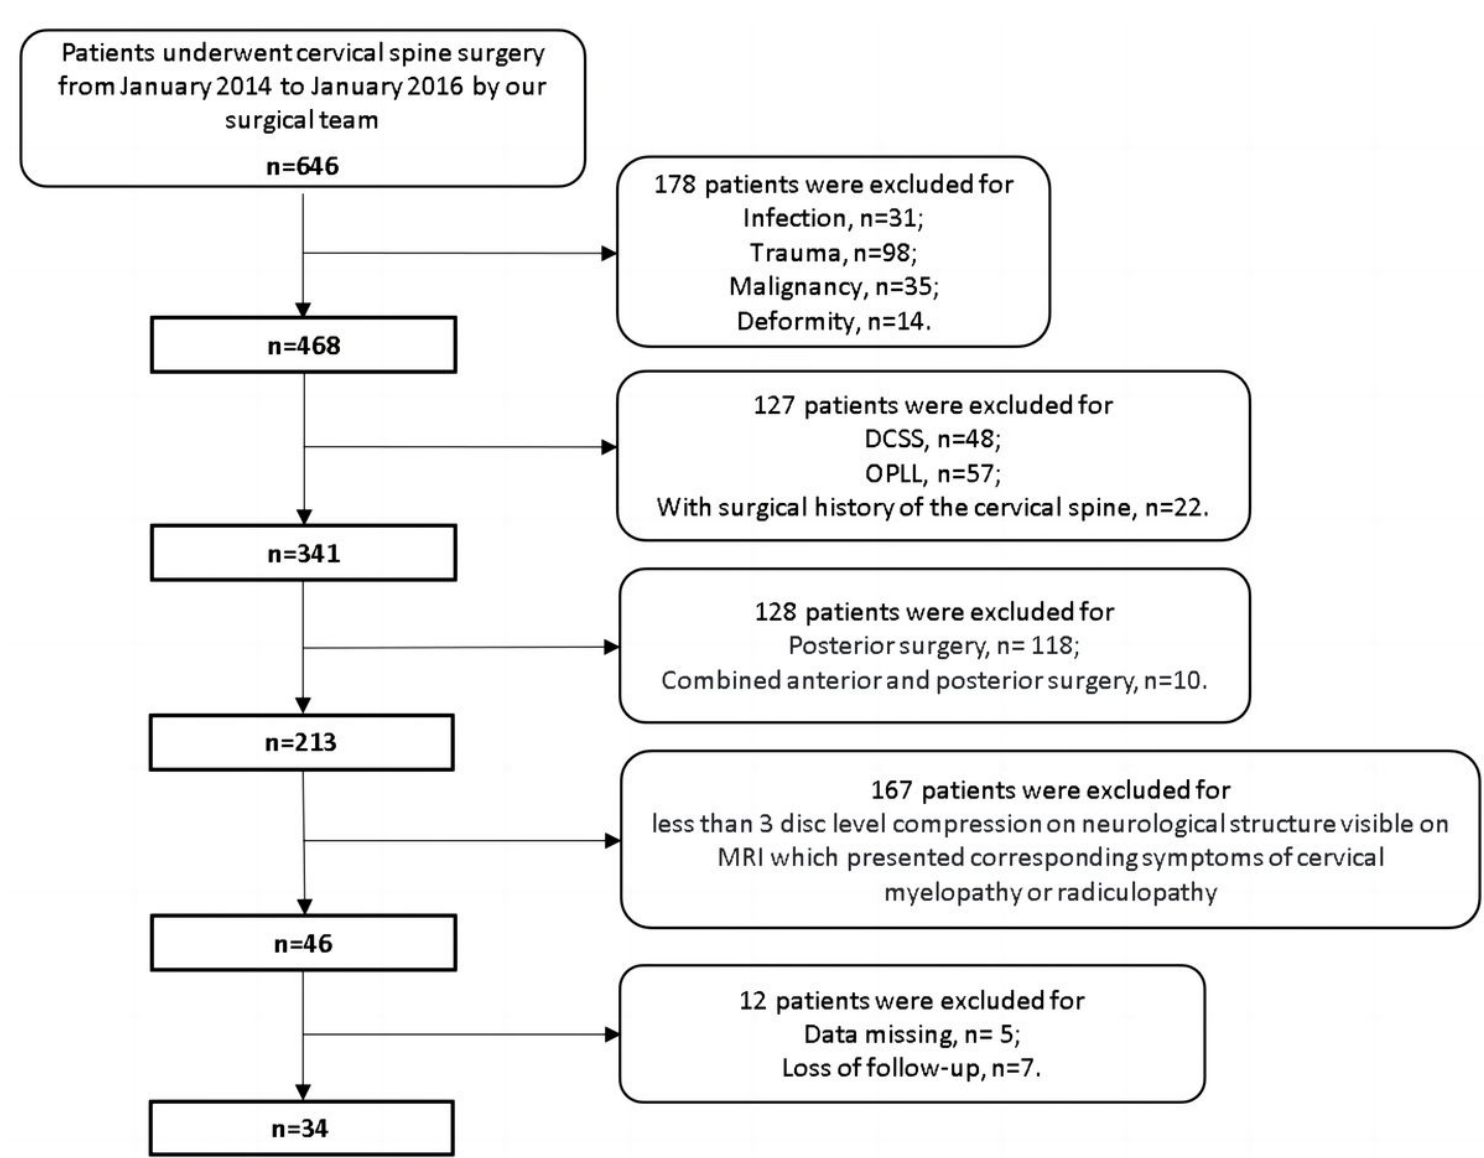 Patients underwent cervical spine surgery
from January 2014 to January 2016 by our
surgical team
n=646
178 patients were excluded for
Infection, n=31;
Trauma, n=98;
Malignancy, n=35;
Deformity, n=14.
n=468
127 patients were excluded for
DCSS, n=48;
OPLL, n=57;
With surgical history of the cervical spine, n=22.
n=341
128 patients were excluded for
Posterior surgery, n= 118;
Combined anterior and posterior surgery, n=10.
n=213
167 patients were excluded for
less than 3 disc level compression on neurological structure visible on
MRI which presented corresponding symptoms of cervical
myelopathy or radiculopathy
n=46
12 patients were excluded for
Data missing, n= 5;
Loss of follow-up, n=7.
n=34